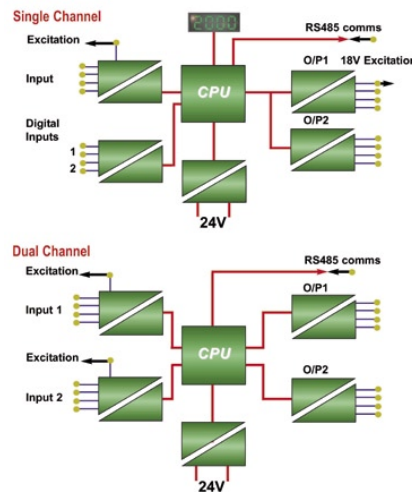 Single Channel
2000
Excitation
RS485 comms
Input
CPU
O/P1 18V Excitation
Digital
Inputs
1
2
O/P2
24V
Dual Channel
Excitation
RS485 comms
O/P1
Input 1
CPU
Excitation
O/P2
Input 2
24V